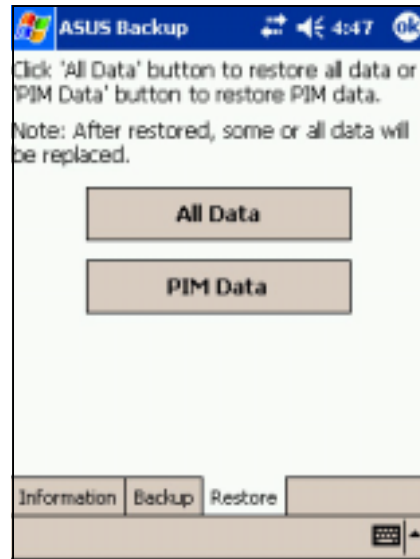 ASUS Backup 4:47 ok
Click 'All Data' button to restore all data or
'PIM Data' button to restore PIM data.
Note: After restored, some or all data will
be replaced.
All Data
PIM Data
Information Backup Restore